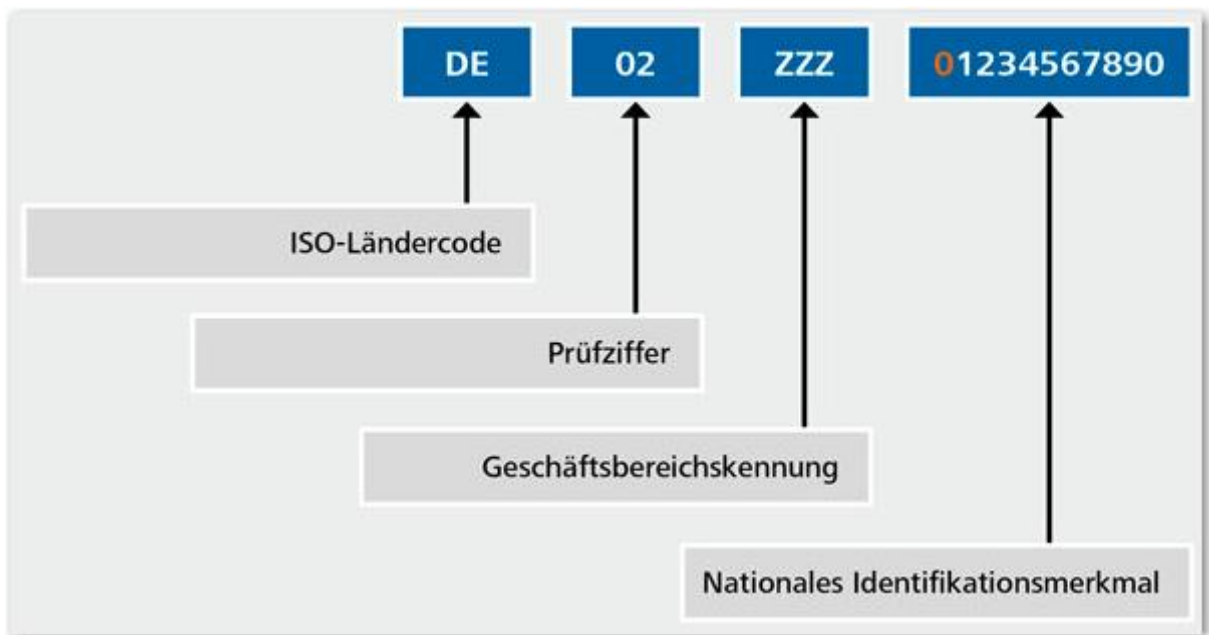 DE 02 ZZZ 01234567890
ISO-Ländercode
Prüfziffer
Geschäftsbereichskennung
Nationales Identifikationsmerkmal